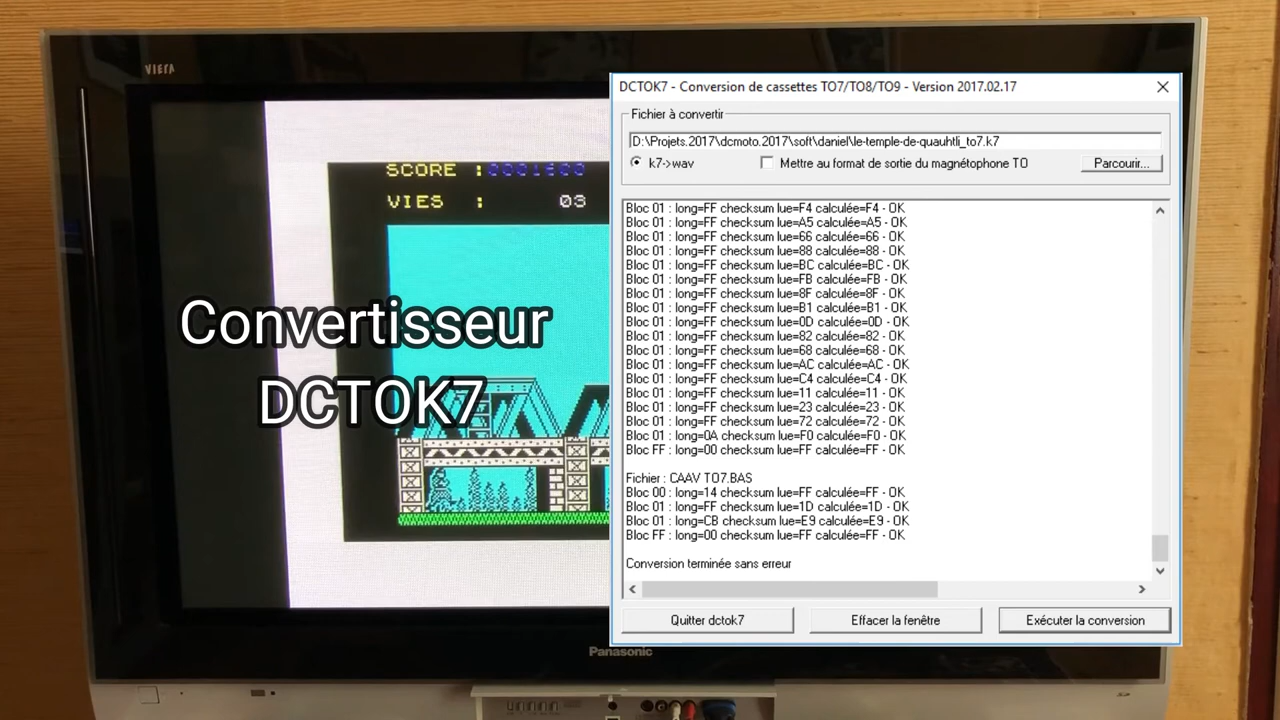 VIERA
SCORE :0001600
VIES : 03
Convertisseur
DCTOK7
DCTOK7 - Conversion de cassettes TO7/TO8/TO9 - Version 2017.02.17
Fichier à convertir
D:\Projets.2017\dcmoto.2017\soft\daniel\le-temple-de-quauhtli_to7.k7
k7->wav
Mettre au format de sortie du magnétophone TO
Parcourir...
Bloc 01 : long=FF checksum lue=F4 calculée=F4 - OK
Bloc 01 : long=FF checksum lue=A5 calculée=A5 - OK
Bloc 01 : long=FF checksum lue=66 calculée=66 - OK
Bloc 01 : long=FF checksum lue=88 calculée=88 - OK
Bloc 01 : long=FF checksum lue=BC calculée=BC - OK
Bloc 01 : long=FF checksum lue=FB calculée=FB - OK
Bloc 01 : long=FF checksum lue=8F calculée=8F - OK
Bloc 01 : long=FF checksum lue=B1 calculée=B1 - OK
Bloc 01 : long=FF checksum lue=0D calculée=0D - OK
Bloc 01 : long=FF checksum lue=82 calculée=82 - OK
Bloc 01 : long=FF checksum lue=68 calculée=68 - OK
Bloc 01 : long=FF checksum lue=AC calculée=AC - OK
Bloc 01 : long=FF checksum lue=C4 calculée=C4 - OK
Bloc 01 : long=FF checksum lue=11 calculée=11 - OK
Bloc 01 : long=FF checksum lue=23 calculée=23 - OK
Bloc 01 : long=FF checksum lue=72 calculée=72 - OK
Bloc 01 : long=0A checksum lue=F0 calculée=F0 - OK
Bloc FF : long=00 checksum lue=FF calculée=FF - OK
Fichier : CAAV TO7.BAS
Bloc 00 : long=14 checksum lue=FF calculée=FF - OK
Bloc 01 : long=FF checksum lue=1D calculée=1D - OK
Bloc 01 : long=CB checksum lue=E9 calculée=E9 - OK
Bloc FF : long=00 checksum lue=FF calculée=FF - OK
Conversion terminée sans erreur
Quitter dctok7
Effacer la fenêtre
Exécuter la conversion
Panasonic